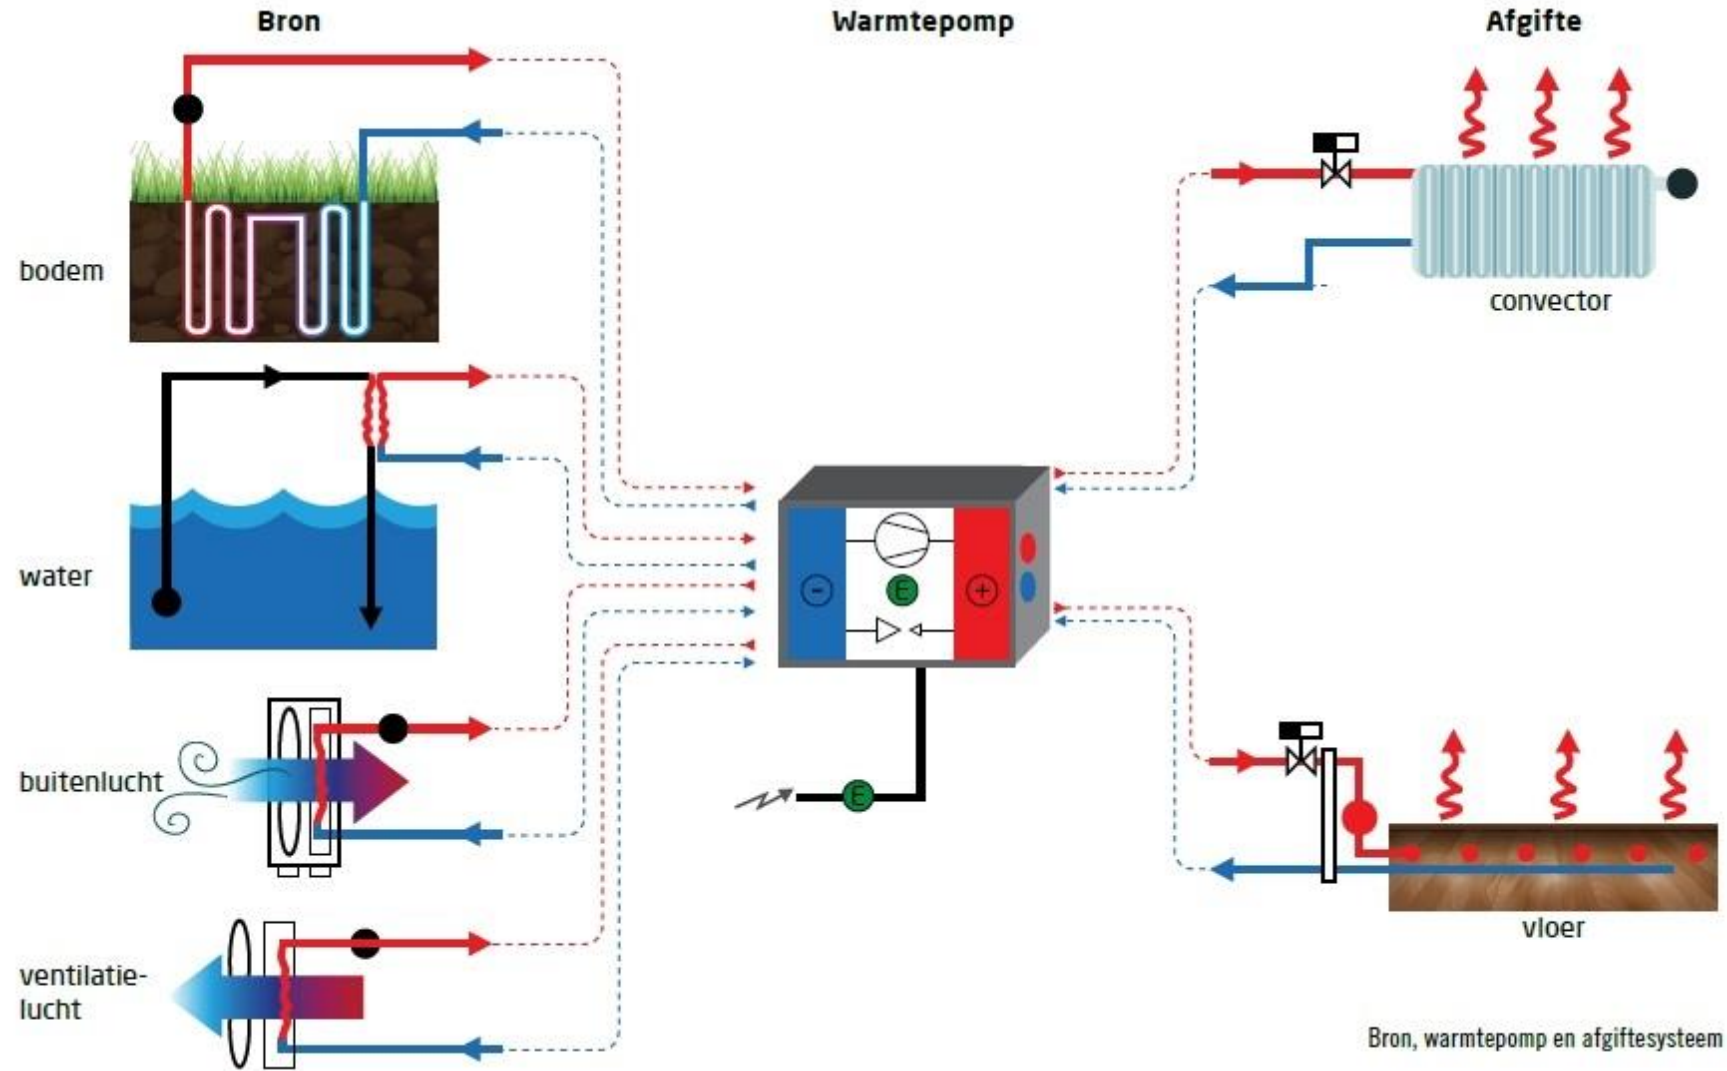 Bron
Warmtepomp
Afgifte
bodem
convector
water
-
E
+
buitenlucht
E
vloer
ventilatie-
lucht
Bron, warmtepomp en afgiftesysteem